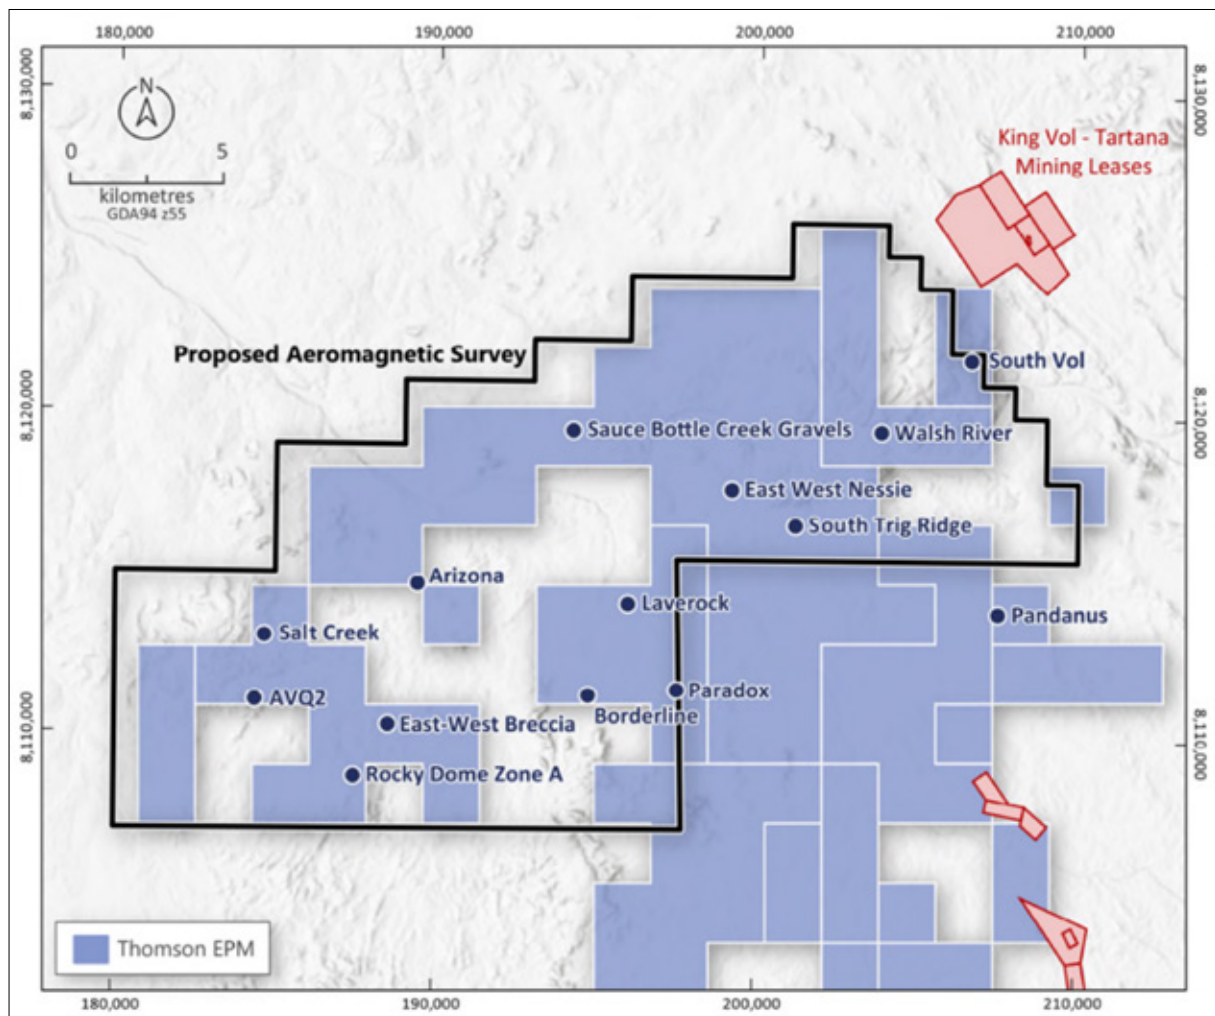 180,000
190,000
200,000
210,000
8,130,000
8,130,000
N
0
5
kilometres
GDA94 z55
King Vol - Tartana
Mining Leases
Proposed Aeromagnetic Survey
South Vol
8,120,000
8,120,000
Sauce Bottle Creek Gravels
Walsh River
East West Nessie
South Trig Ridge
Arizona
Laverock
Pandanus
Salt Creek
AVQ2
Paradox
Borderline
East-West Breccia
8,110,000
8,110,000
Rocky Dome Zone A
Thomson EPM
180,000
190,000
200,000
210,000